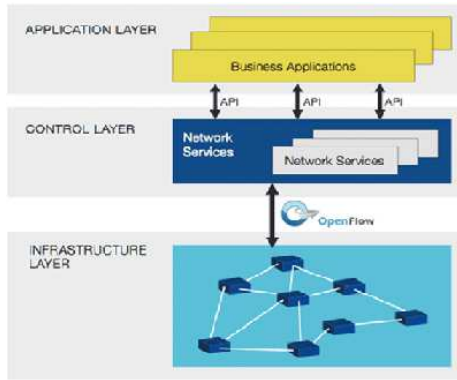 APPLICATION LAYER
Business Applications
API
API
API
CONTROL LAYER
Network
Services
Network Services
OpenFlow
INFRASTRUCTURE
LAYER